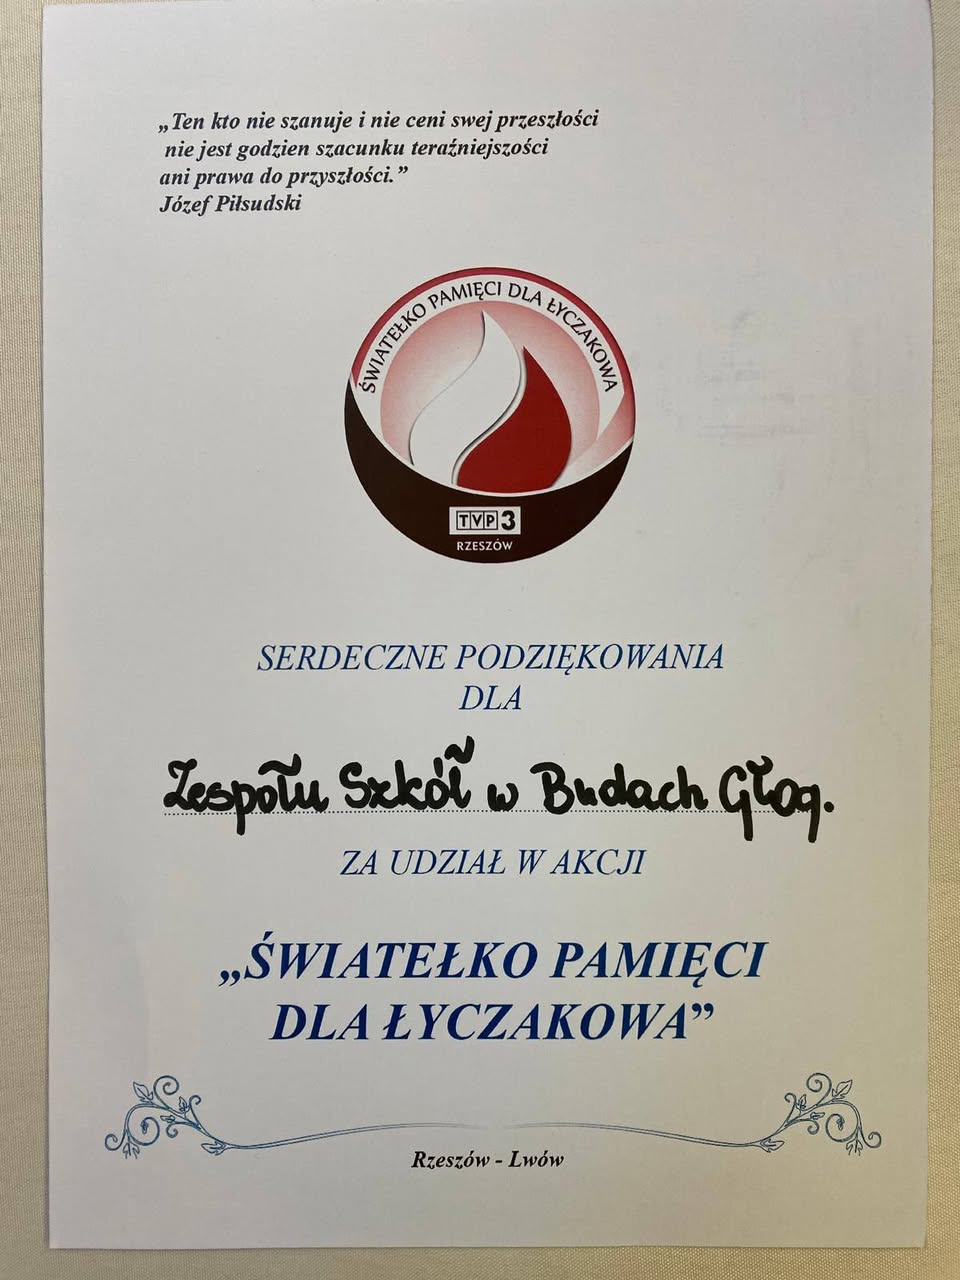 „Ten kto nie szanuje i nie ceni swej przeszłości
nie jest godzien szacunku teraźniejszości
ani prawa do przyszłości.”
Józef Piłsudski
ŚWIATEŁKO PAMIĘCI DLA ŁYCZAKOWA
TVP3
RZESZÓW
SERDECZNE PODZIĘKOWANIA
DLA
Zespołu Szkół w Budach Głog.
ZA UDZIAŁ W AKCJI
„ŚWIATEŁKO PAMIĘCI
DLA ŁYCZAKOWA”
Rzeszów - Lwów